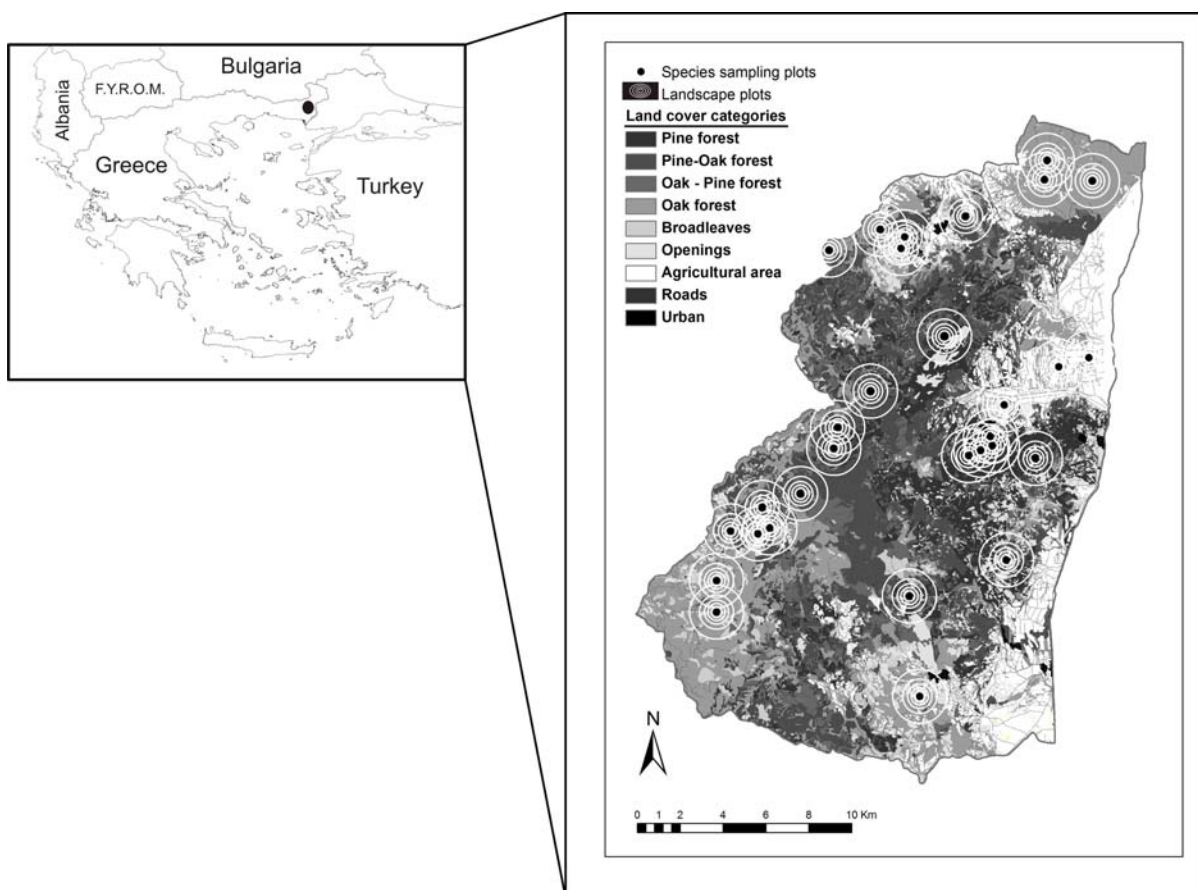 Bulgaria
F.Y.R.O.M.
Albania
Greece
Turkey
Species sampling plots
Landscape plots
Land cover categories
Pine forest
Pine-Oak forest
Oak - Pine forest
Oak forest
Broadleaves
Openings
Agricultural area
Roads
Urban
N
0 1 2 4 6 8 10 Km